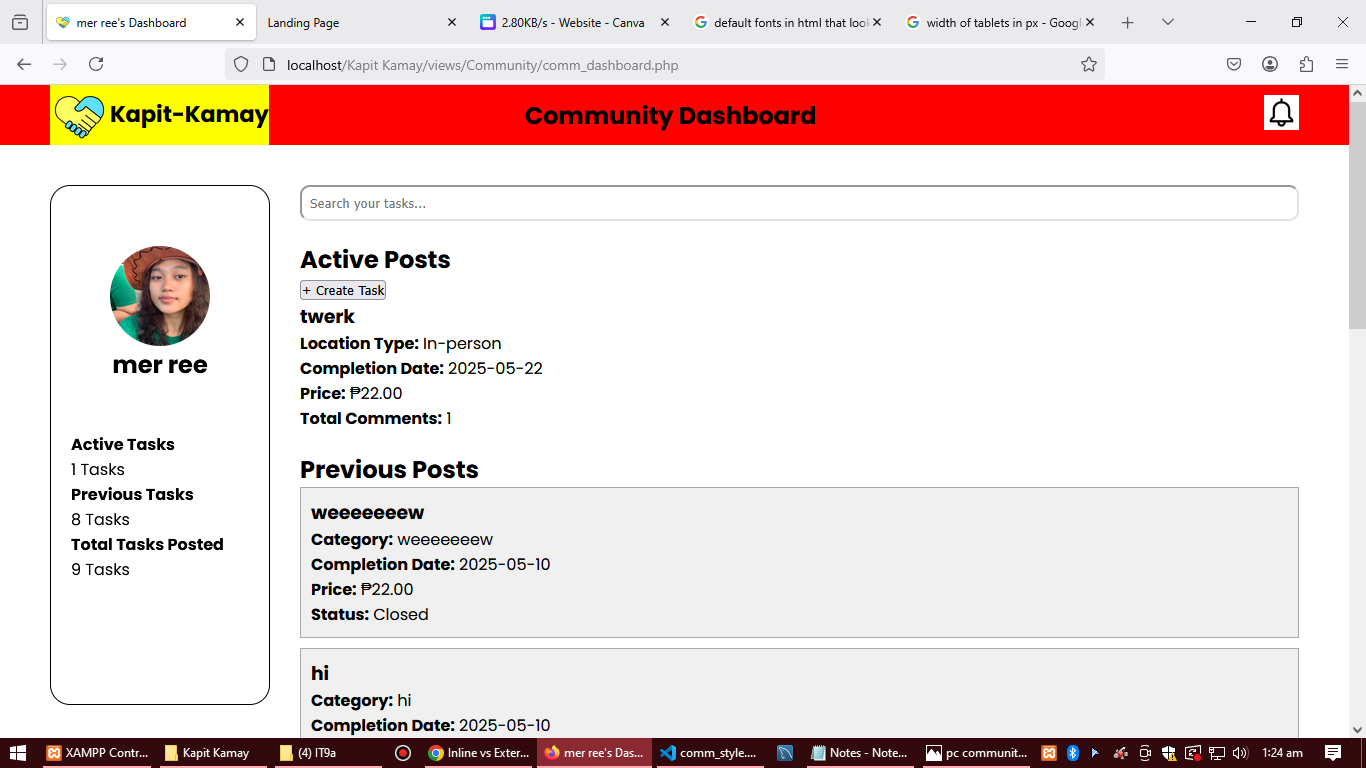 mer ree's Dashboard
Landing Page
2.80KB/s - Website - Canva
default fonts in html that look
width of tablets in px - Googl
localhost/Kapit Kamay/views/Community/comm_dashboard.php
Kapit-Kamay
Community Dashboard
mer ree
Active Tasks
1 Tasks
Previous Tasks
8 Tasks
Total Tasks Posted
9 Tasks
Search your tasks...
Active Posts
+ Create Task
twerk
Location Type: In-person
Completion Date: 2025-05-22
Price: ₱22.00
Total Comments: 1
Previous Posts
weeeeeeew
Category: weeeeeeew
Completion Date: 2025-05-10
Price: ₱22.00
Status: Closed
hi
Category: hi
Completion Date: 2025-05-10
XAMPP Contr...
Kapit Kamay
(4) IT9a
Inline vs Exter...
mer ree's Das...
comm_style....
Notes - Note...
pc communit...
1:24 am